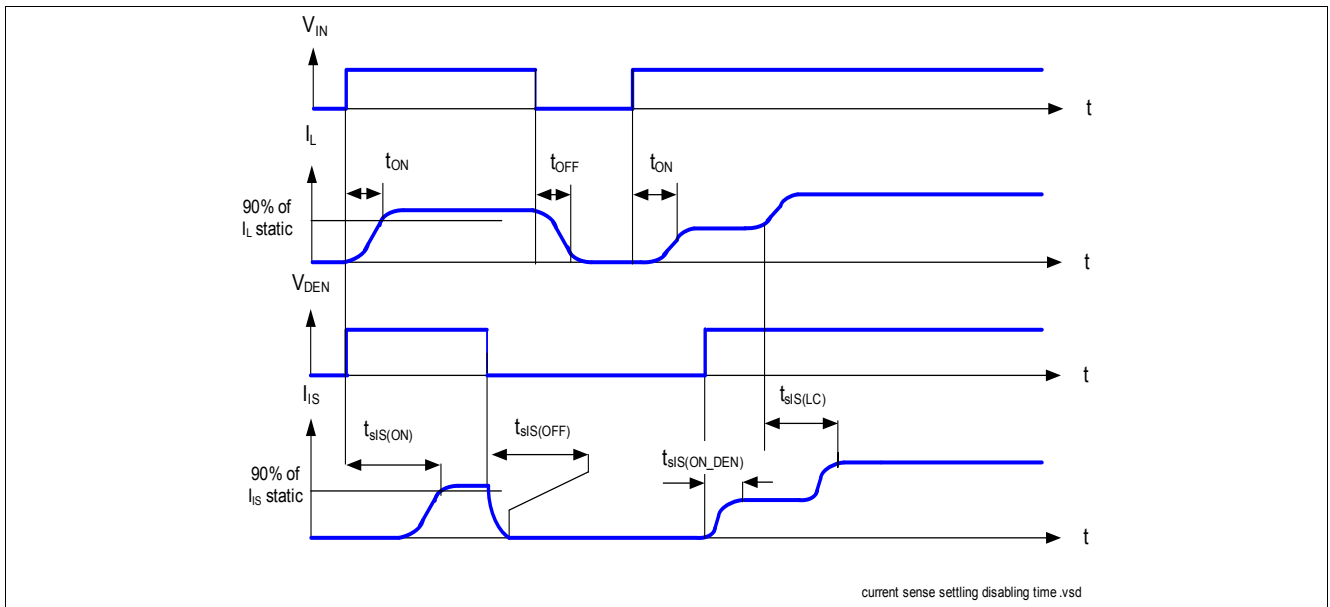 V_IN
t
I_L
t_ON
t_OFF
t_ON
90% of
I_L static
t
V_DEN
t
I_IS
t_sIS(ON)
t_sIS(OFF)
t_sIS(ON_DEN)
t_sIS(LC)
90% of
I_IS static
t
current sense settling disabling time .vsd